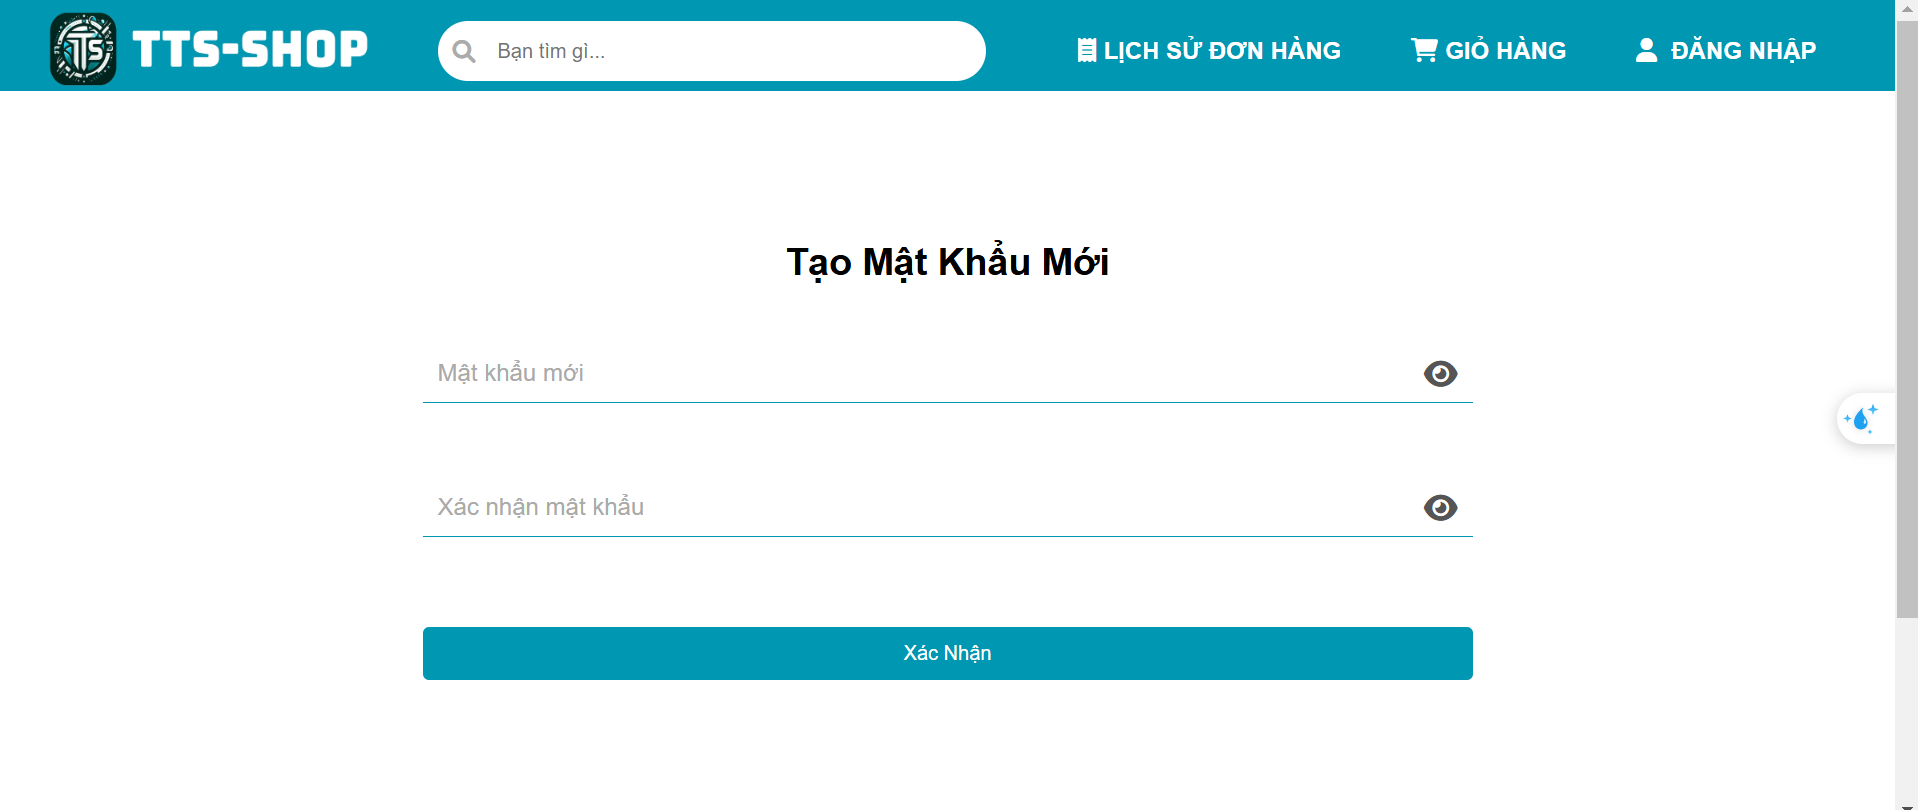 TTS TTS-SHOP
Bạn tìm gì...
LỊCH SỬ ĐƠN HÀNG
GIỎ HÀNG
ĐĂNG NHẬP
Tạo Mật Khẩu Mới
Mật khẩu mới
Xác nhận mật khẩu
Xác Nhận